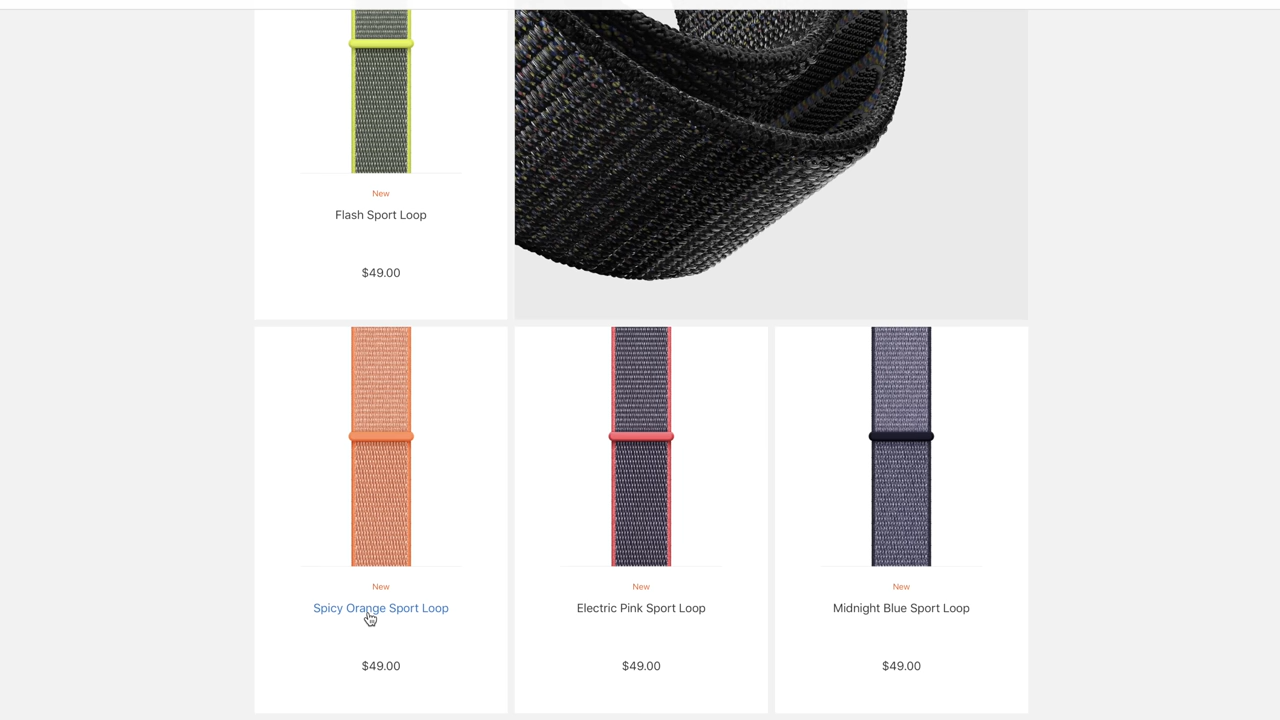 New
Flash Sport Loop
$49.00
New
Spicy Orange Sport Loop
$49.00
New
Electric Pink Sport Loop
$49.00
New
Midnight Blue Sport Loop
$49.00